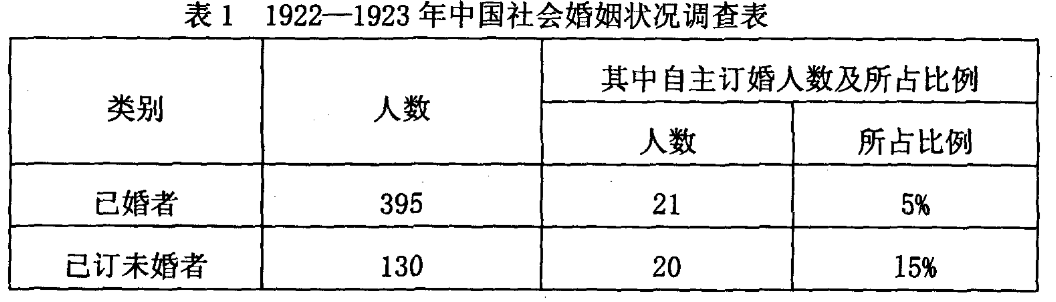 表1 1922—1923年中国社会婚姻状况调查表
类别 人数 其中自主订婚人数及所占比例
人数 所占比例
已婚者 395 21 5%
已订未婚者 130 20 15%